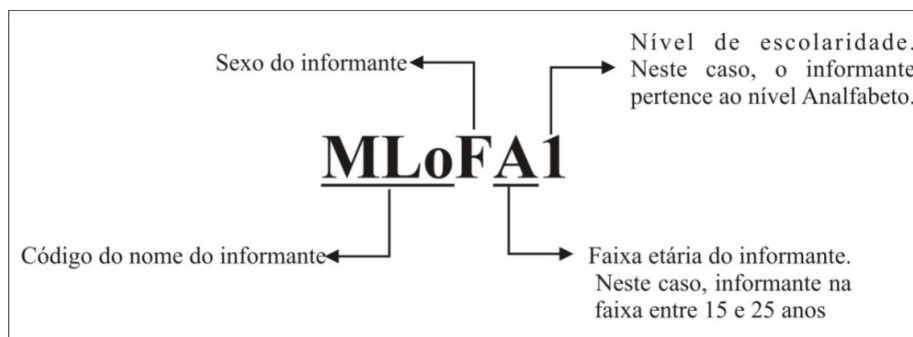 Sexo do informante
Nível de escolaridade.
Neste caso, o informante
pertence ao nível Analfabeto.
MLoFA1
Código do nome do informante
Faixa etária do informante.
Neste caso, informante na
faixa entre 15 e 25 anos